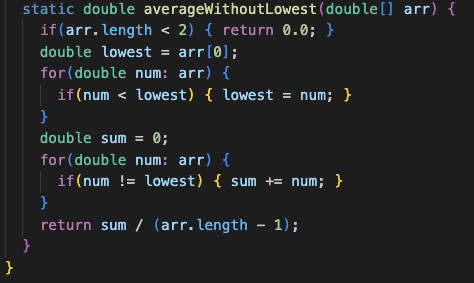 static double averageWithoutLowest(double[] arr) {
if(arr.length < 2) { return 0.0; }
double lowest = arr[0];
for(double num: arr) {
if(num < lowest) { lowest = num; }
}
double sum = 0;
for(double num: arr) {
if(num != lowest) { sum += num; }
}
return sum / (arr.length - 1);
}
}